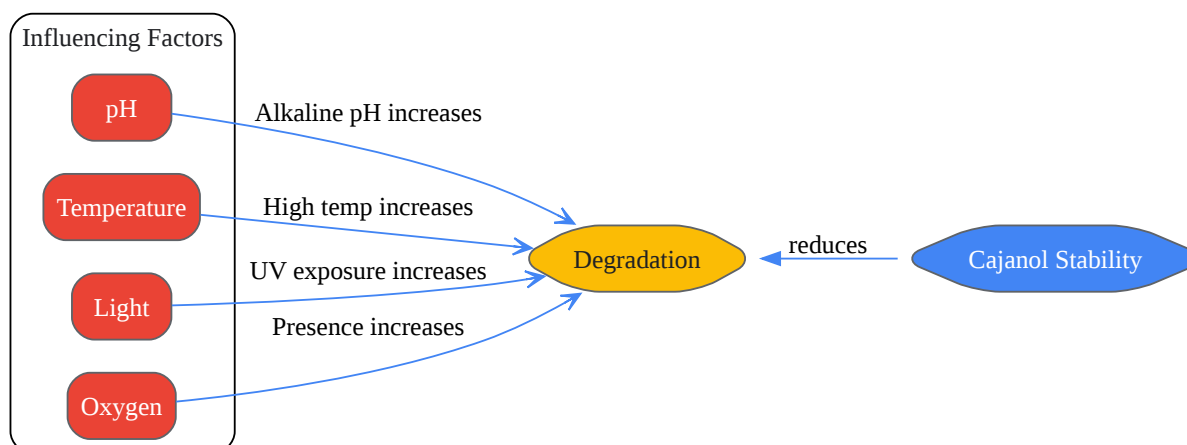 Influencing Factors
pH
Alkaline pH increases
Temperature
High temp increases
Degradation
reduces
Cajanol Stability
UV exposure increases
Light
Presence increases
Oxygen